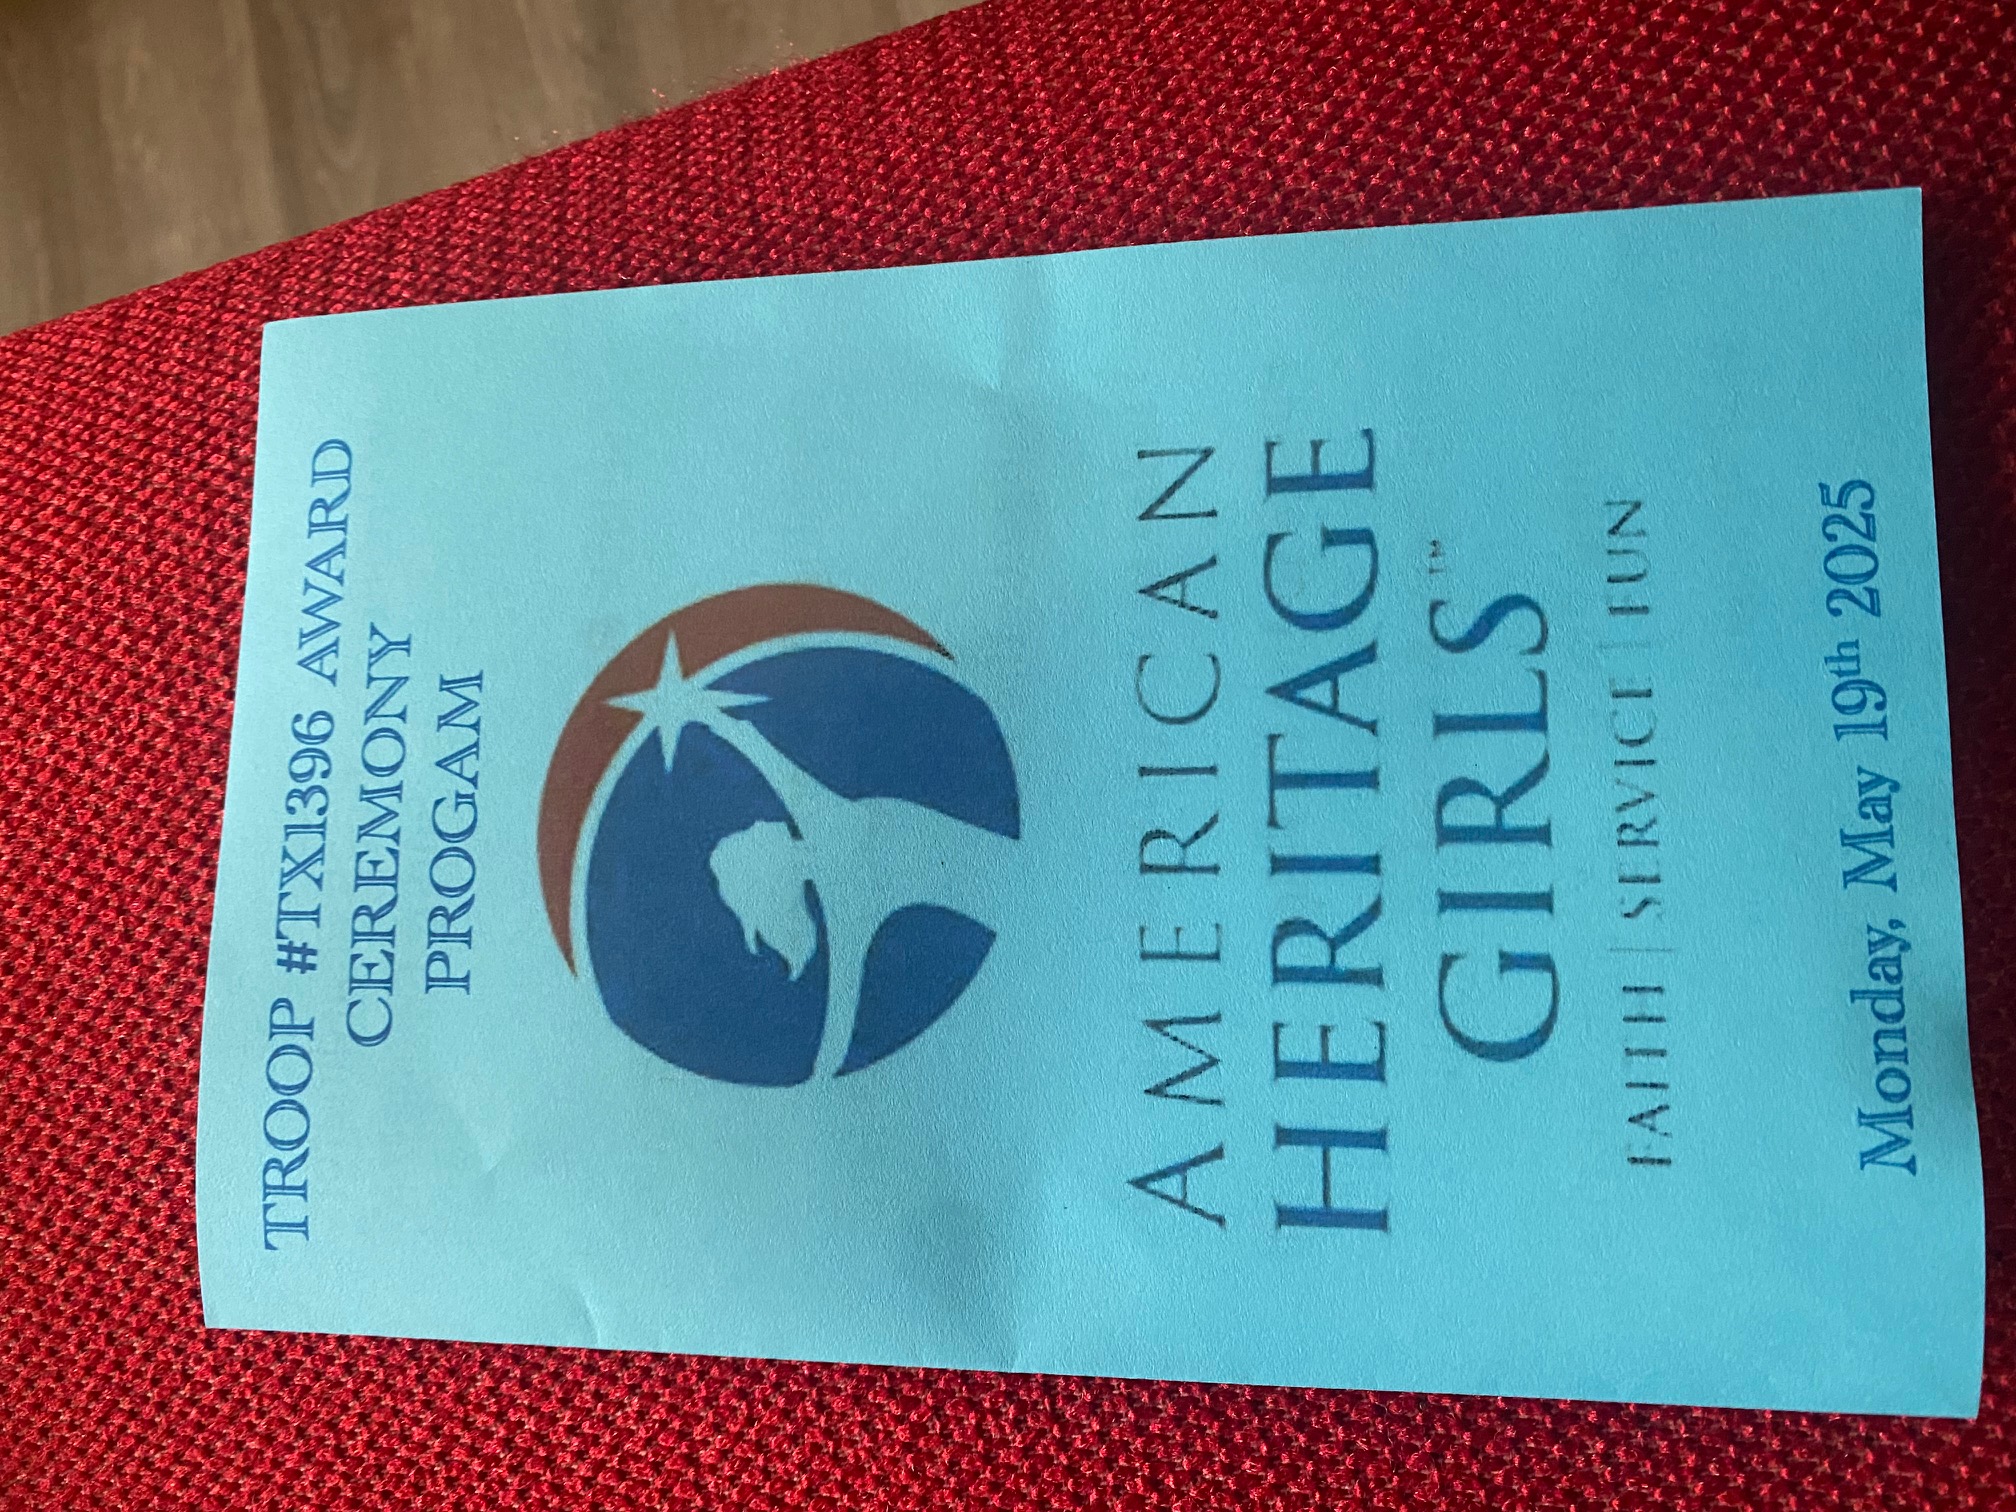 TROOP #TX1396 AWARD
CEREMONY
PROGAM
AMERICAN
HERITAGE
GIRLS™
FAITH | SERVICE | FUN
Monday, May 19th 2025